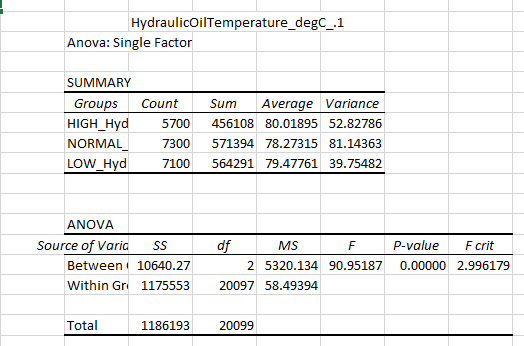 HydraulicOilTemperature_degC_.1
Anova: Single Factor
SUMMARY
Groups Count Sum Average Variance
HIGH_Hyd 5700 456108 80.01895 52.82786
NORMAL_ 7300 571394 78.27315 81.14363
LOW_Hyd 7100 564291 79.47761 39.75482
ANOVA
Source of Varia SS df MS F P-value F crit
Between 10640.27 2 5320.134 90.95187 0.00000 2.996179
Within Gr 1175553 20097 58.49394
Total 1186193 20099